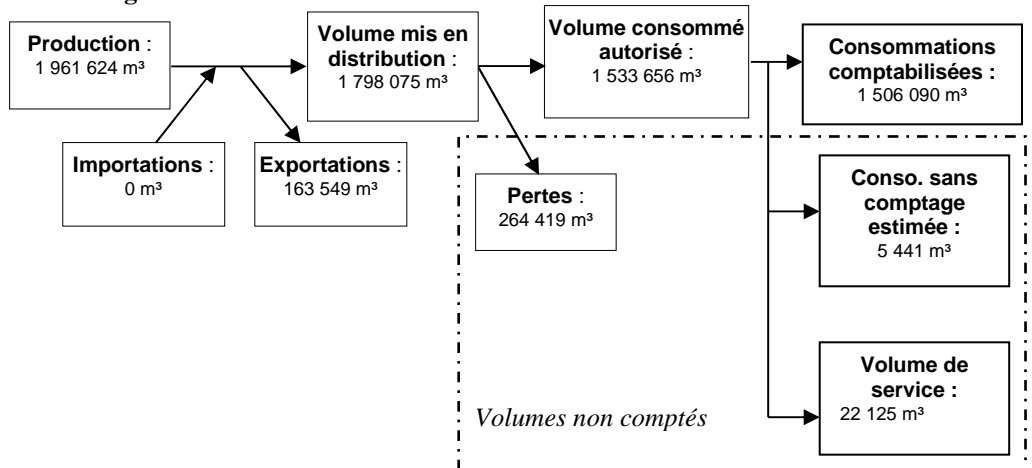 Production :
1 961 624 m³
Volume mis en
distribution :
1 798 075 m³
Volume consommé
autorisé :
1 533 656 m³
Consommations
comptabilisées :
1 506 090 m³
Importations :
0 m³
Exportations :
163 549 m³
Pertes :
264 419 m³
Conso. sans
comptage
estimée :
5 441 m³
Volume de
service :
22 125 m³
Volumes non comptés